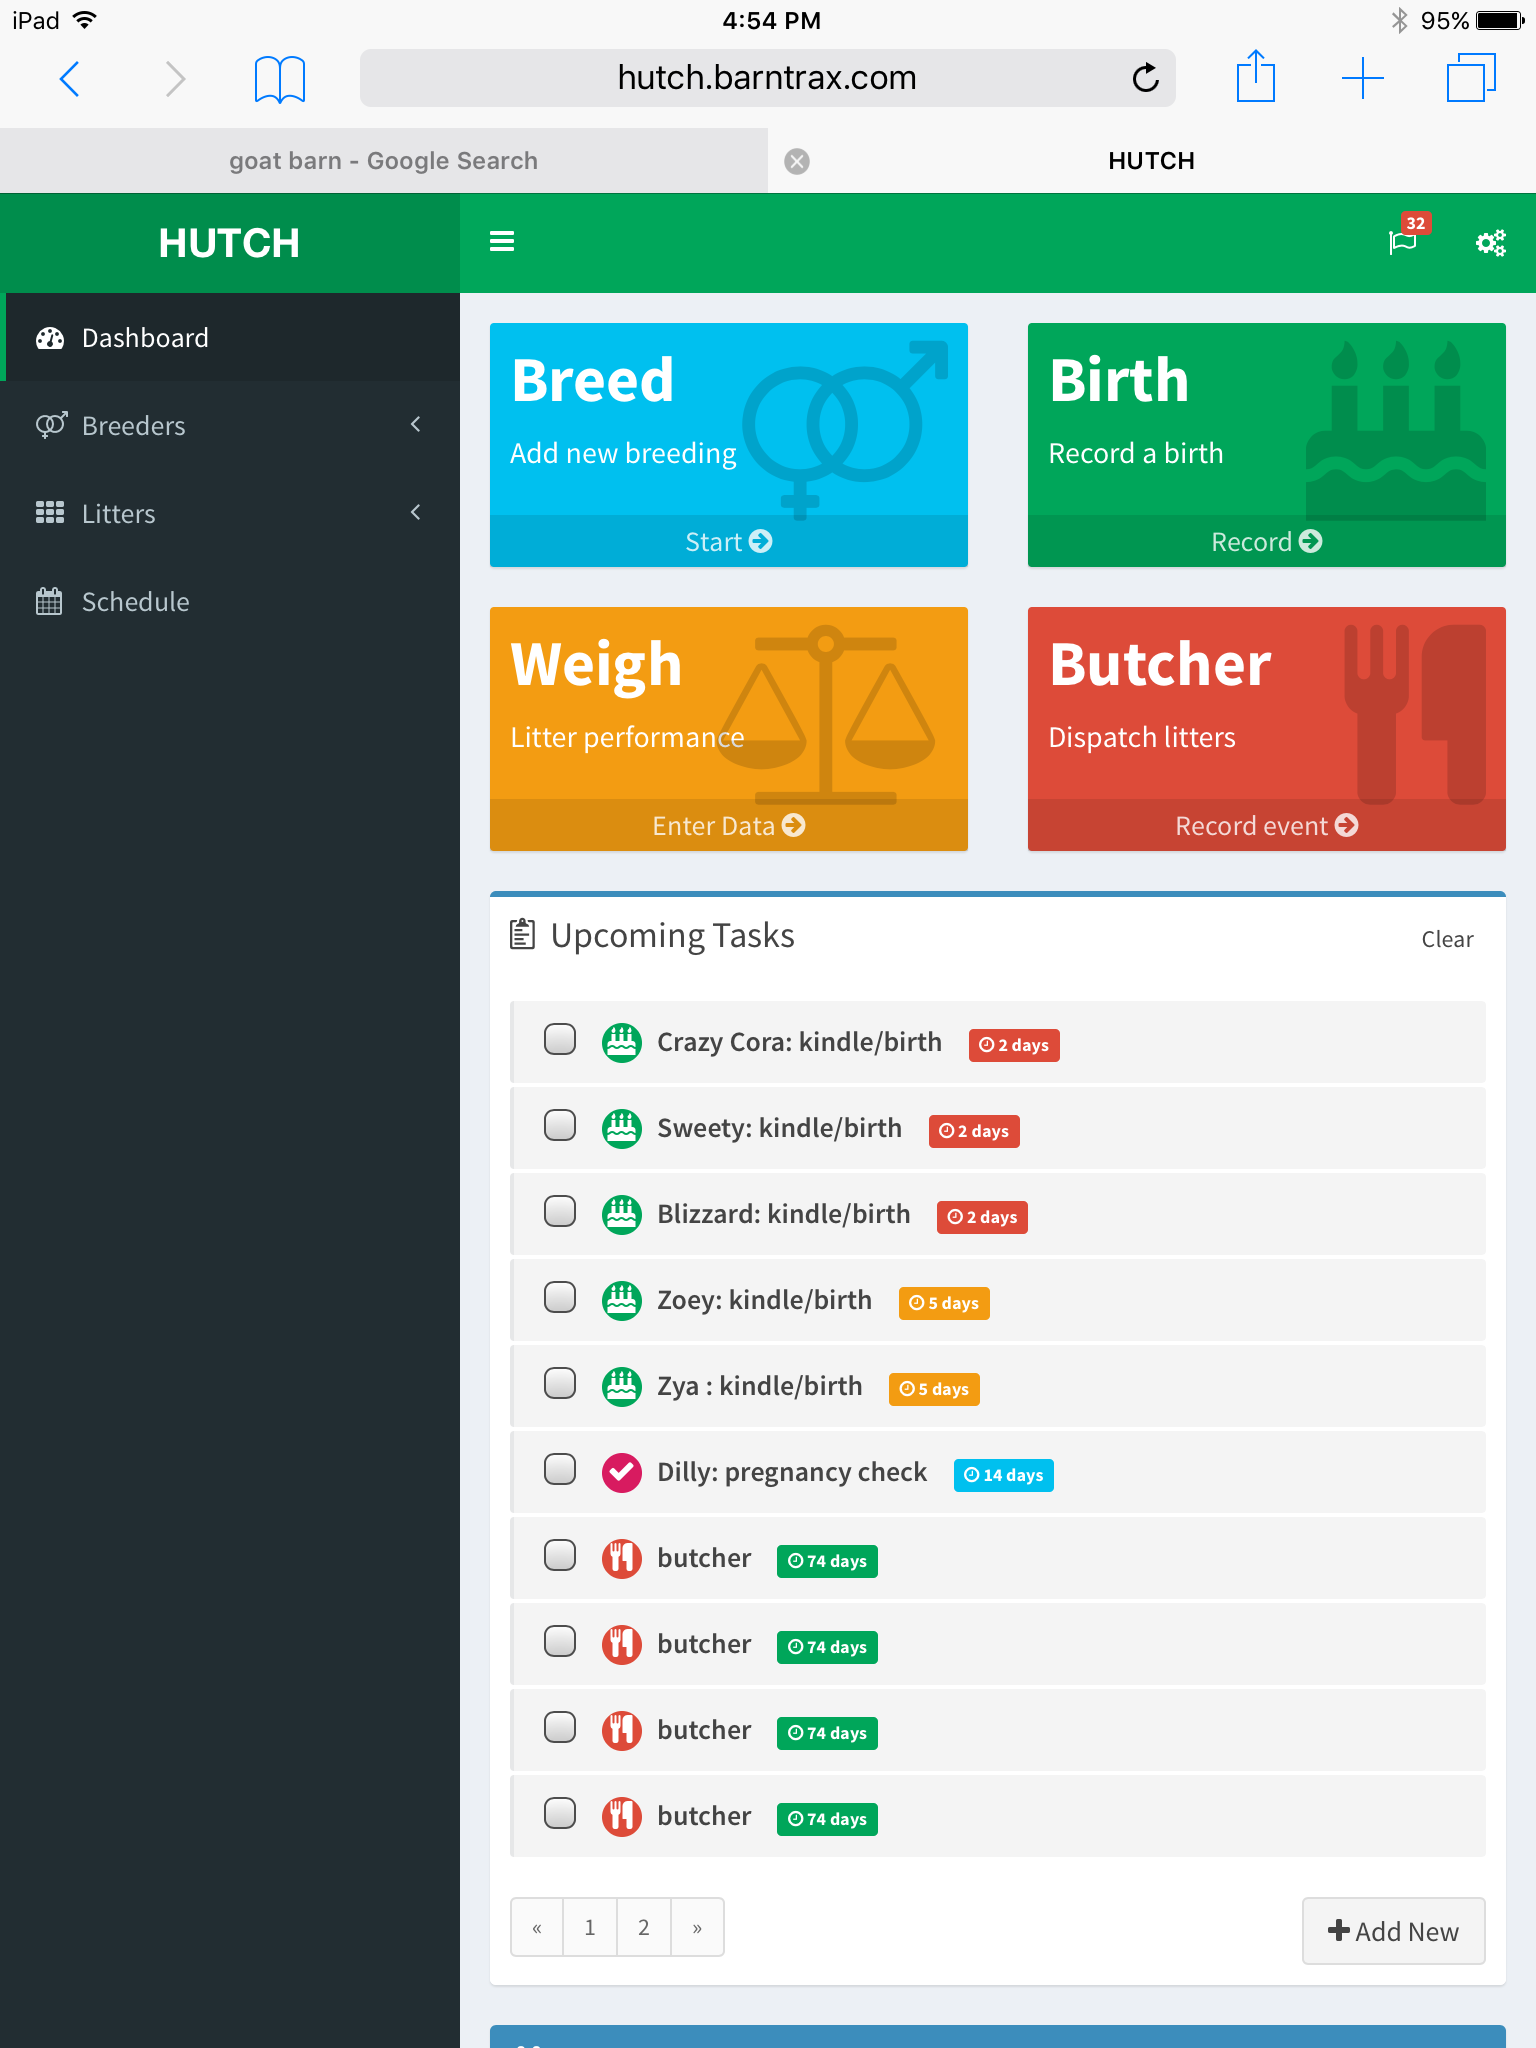 iPad 4:54 PM 95%
hutch.barntrax.com
goat barn - Google Search HUTCH
HUTCH 32
Dashboard
Breeders
Litters
Schedule
Breed
Add new breeding
Start
Birth
Record a birth
Record
Weigh
Litter performance
Enter Data
Butcher
Dispatch litters
Record event
Upcoming Tasks Clear
Crazy Cora: kindle/birth 2 days
Sweety: kindle/birth 2 days
Blizzard: kindle/birth 2 days
Zoey: kindle/birth 5 days
Zya : kindle/birth 5 days
Dilly: pregnancy check 14 days
butcher 74 days
butcher 74 days
butcher 74 days
butcher 74 days
« 1 2 » Add New